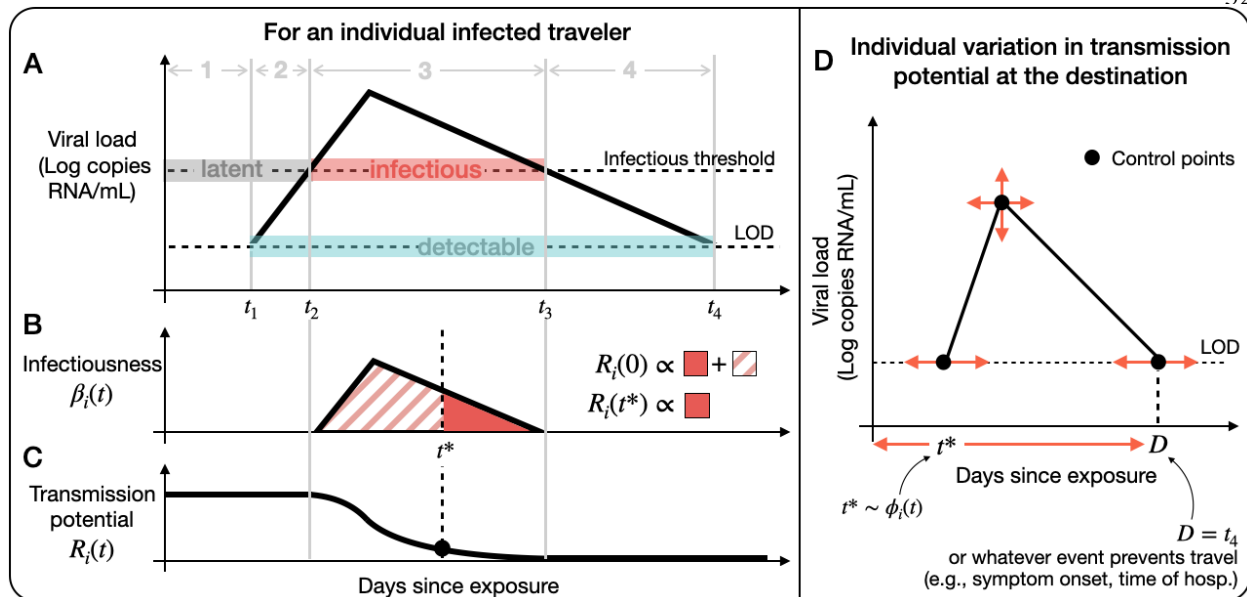 For an individual infected traveler
A
1 2 3 4
Viral load
(Log copies
RNA/mL)
latent
infectious
Infectious threshold
detectable
LOD
t₁ t₂ t₃ t₄
B
Infectiousness
βᵢ(t)
Rᵢ(0) ∝ +
Rᵢ(t*) ∝
t*
C
Transmission
potential
Rᵢ(t)
Days since exposure
D
Individual variation in transmission
potential at the destination
Control points
Viral load
(Log copies RNA/mL)
LOD
t* D
Days since exposure
t* ~ ϕᵢ(t)
D = t₄
or whatever event prevents travel
(e.g., symptom onset, time of hosp.)